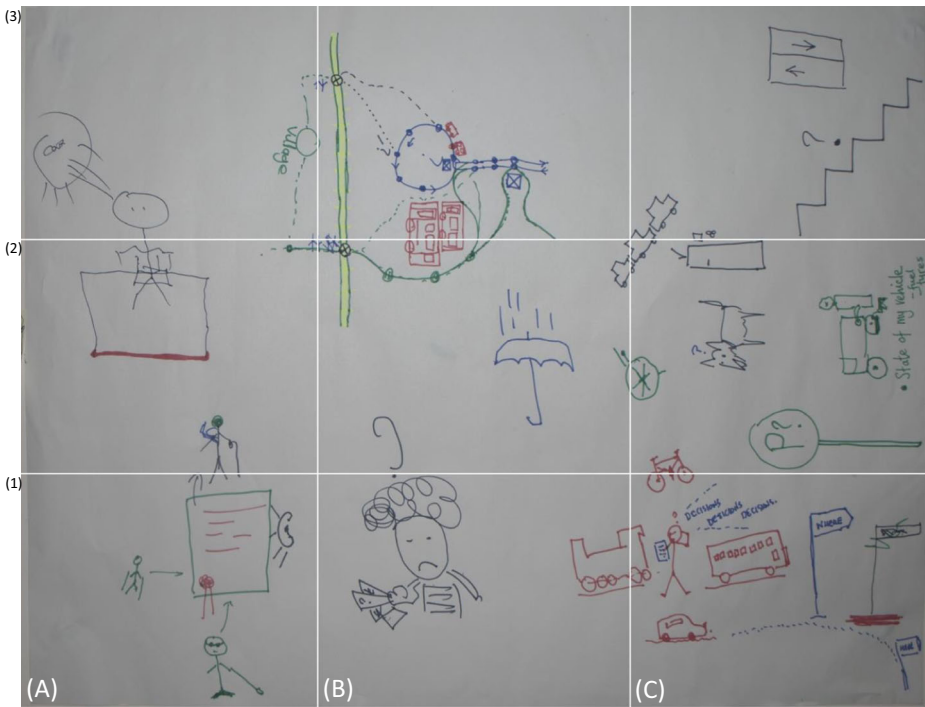 (3)
Village
?
(2)
• State of my vehicle
- fuel
- tyres
?
P?
(1)
DECISIONS
DECISIONS
DECISIONS.
WHERE
(A)
(B)
(C)